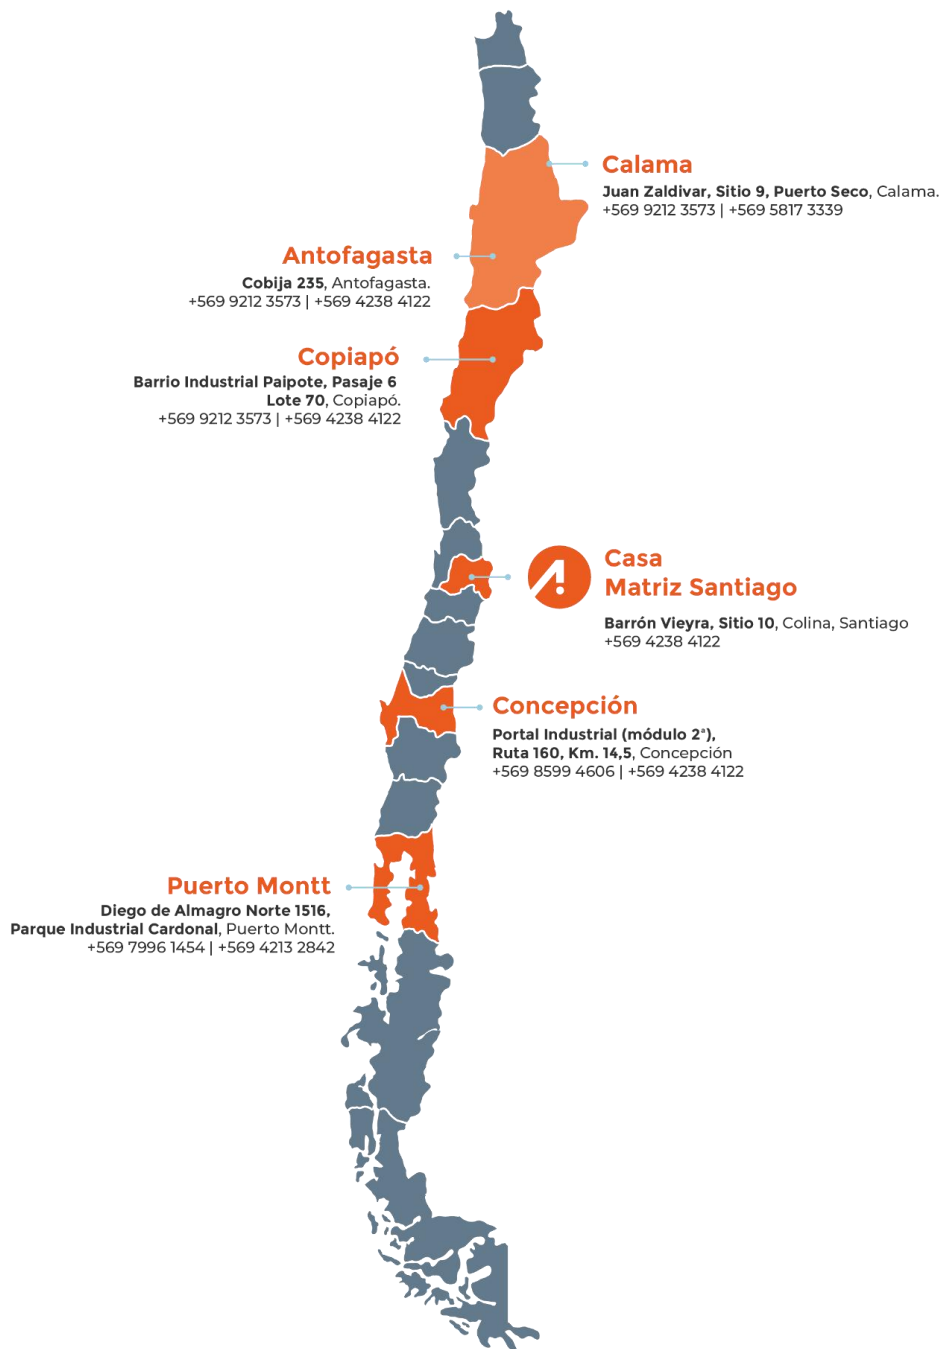 Calama
Juan Zaldivar, Sitio 9, Puerto Seco, Calama.
+569 9212 3573 | +569 5817 3339
Antofagasta
Cobija 235, Antofagasta.
+569 9212 3573 | +569 4238 4122
Copiapó
Barrio Industrial Paipote, Pasaje 6
Lote 70, Copiapó.
+569 9212 3573 | +569 4238 4122
Casa
Matriz Santiago
Barrón Vieyra, Sitio 10, Colina, Santiago
+569 4238 4122
Concepción
Portal Industrial (módulo 2ª),
Ruta 160, Km. 14,5, Concepción
+569 8599 4606 | +569 4238 4122
Puerto Montt
Diego de Almagro Norte 1516,
Parque Industrial Cardonal, Puerto Montt.
+569 7996 1454 | +569 4213 2842